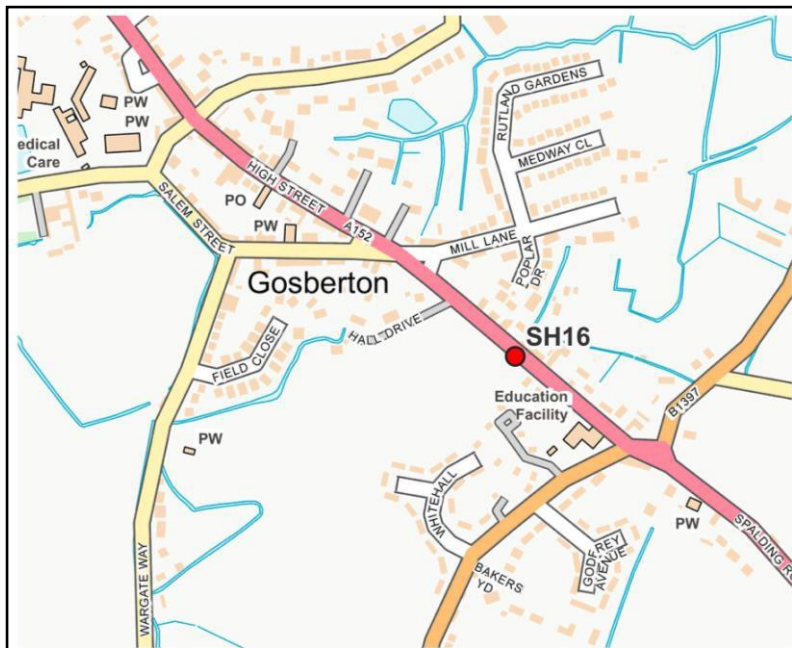 RUTLAND GARDENS
PW
PW
edical
Care
MEDWAY CL
HIGH STREET
PO
SALEM STREET
PW
A152
MILL LANE
POPLAR
DR
Gosberton
HALL DRIVE
SH16
FIELD CLOSE
Education
Facility
B1397
PW
WHITEHALL
PW
SPALDING RO
GODFREY
AVENUE
BAKERS
YD
WARGATE WAY